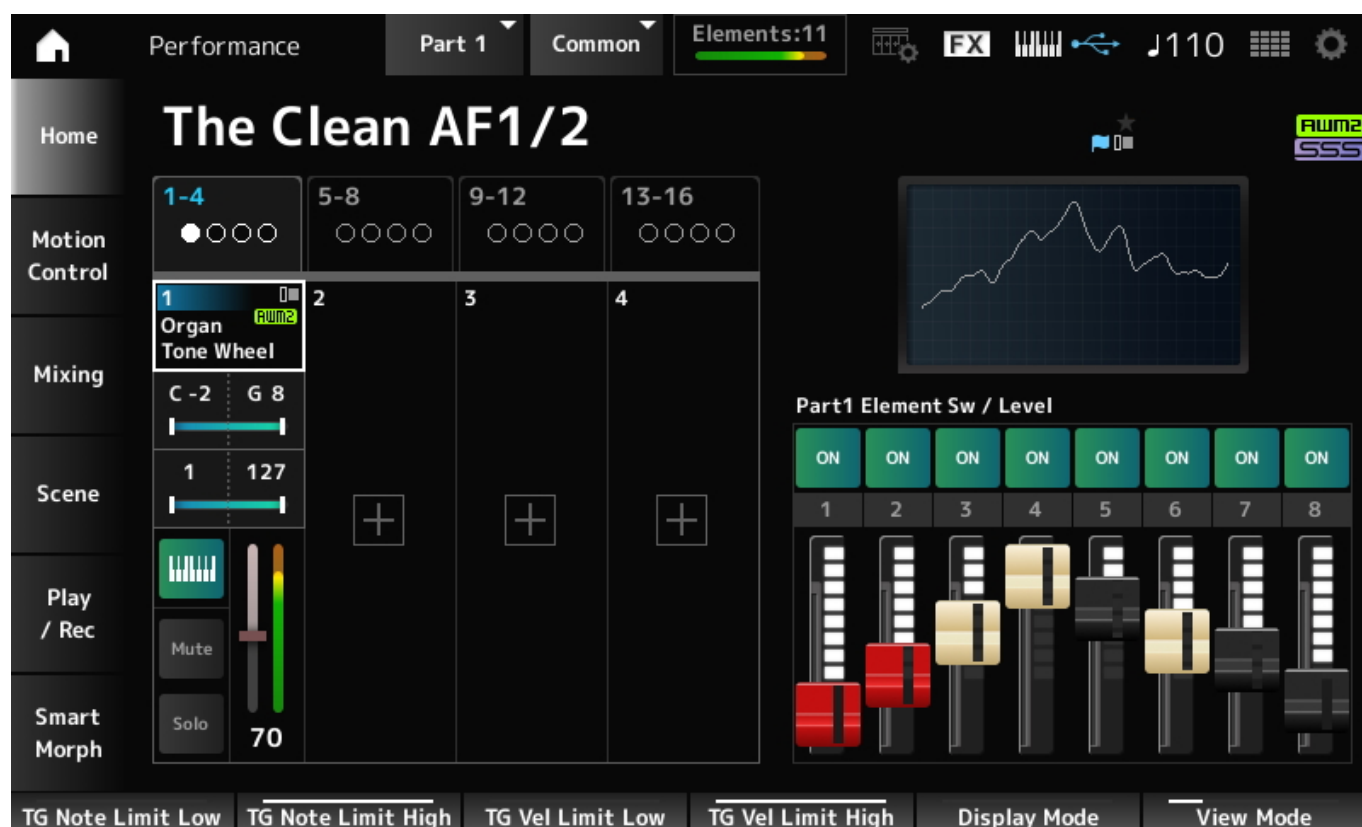 Performance
Part 1
Common
Elements:11
FX
♩110
Home
Motion
Control
Mixing
Scene
Play
/ Rec
Smart
Morph
The Clean AF1/2
AWM2
SSS
1-4
5-8
9-12
13-16
1
AWM2
Organ
Tone Wheel
2
3
4
C -2
G 8
1
127
Mute
Solo
70
Part1 Element Sw / Level
ON ON ON ON ON ON ON ON
1 2 3 4 5 6 7 8
TG Note Limit Low
TG Note Limit High
TG Vel Limit Low
TG Vel Limit High
Display Mode
View Mode